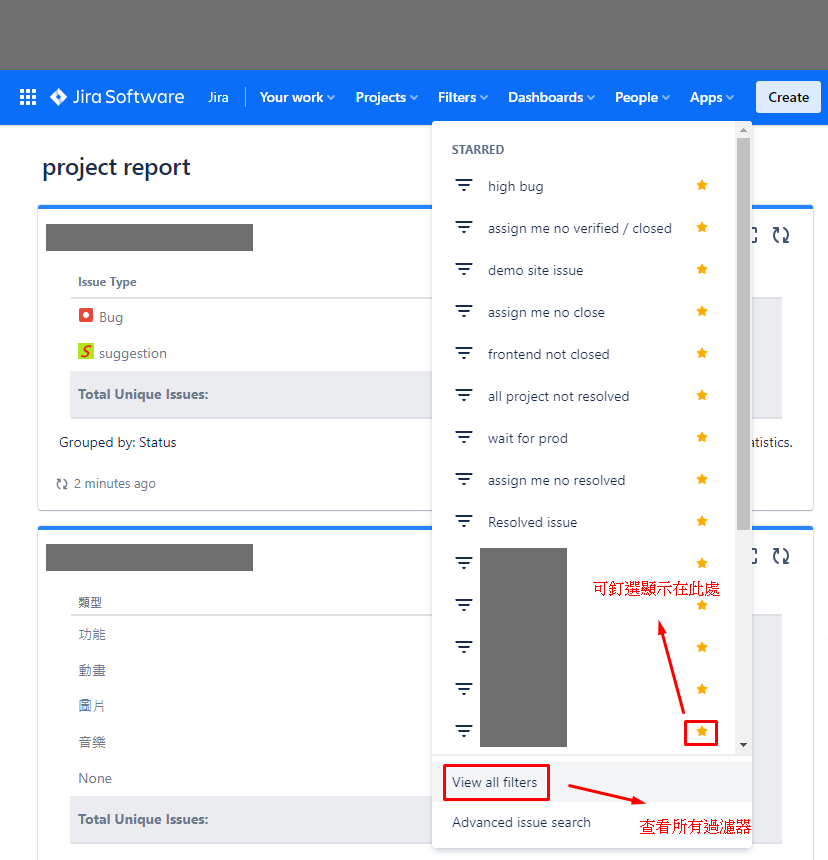 Jira Software
Jira
Your work
Projects
Filters
Dashboards
People
Apps
Create
project report
Issue Type
Bug
S suggestion
Total Unique Issues:
Grouped by: Status
atistics.
2 minutes ago
類型
功能
動畫
圖片
音樂
None
Total Unique Issues:
STARRED
high bug
assign me no verified / closed
demo site issue
assign me no close
frontend not closed
all project not resolved
wait for prod
assign me no resolved
Resolved issue
可釘選顯示在此處
View all filters
Advanced issue search
查看所有過濾器